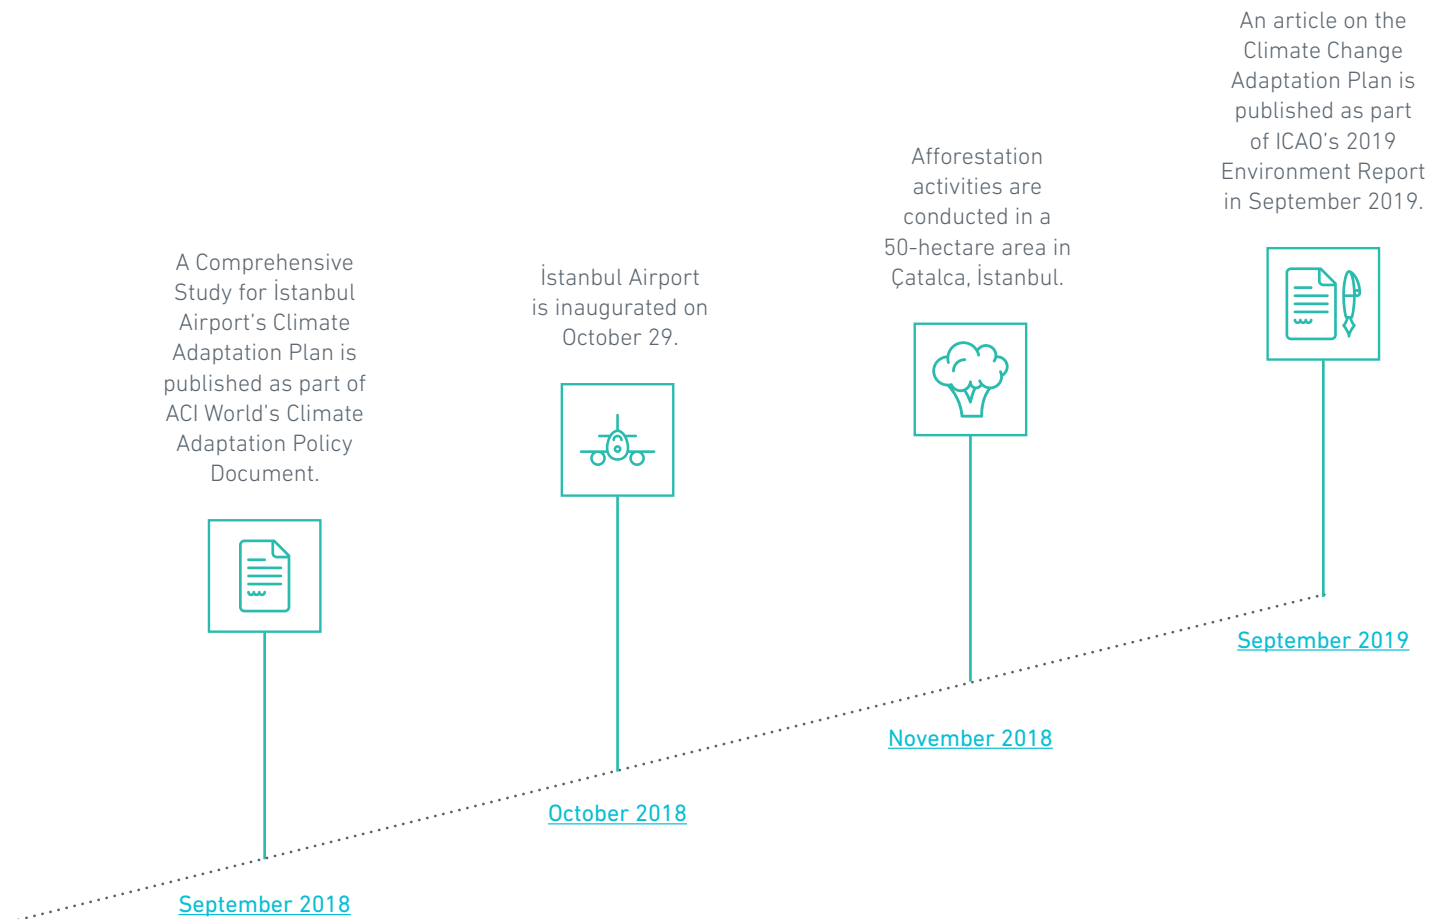 A Comprehensive
Study for İstanbul
Airport's Climate
Adaptation Plan is
published as part of
ACI World's Climate
Adaptation Policy
Document.
September 2018
İstanbul Airport
is inaugurated on
October 29.
October 2018
Afforestation
activities are
conducted in a
50-hectare area in
Çatalca, İstanbul.
November 2018
An article on the
Climate Change
Adaptation Plan is
published as part
of ICAO's 2019
Environment Report
in September 2019.
September 2019